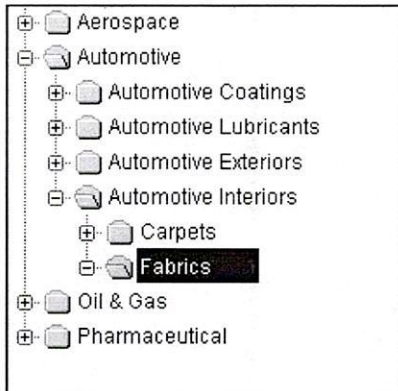 Aerospace
Automotive
Automotive Coatings
Automotive Lubricants
Automotive Exteriors
Automotive Interiors
Carpets
Fabrics
Oil & Gas
Pharmaceutical